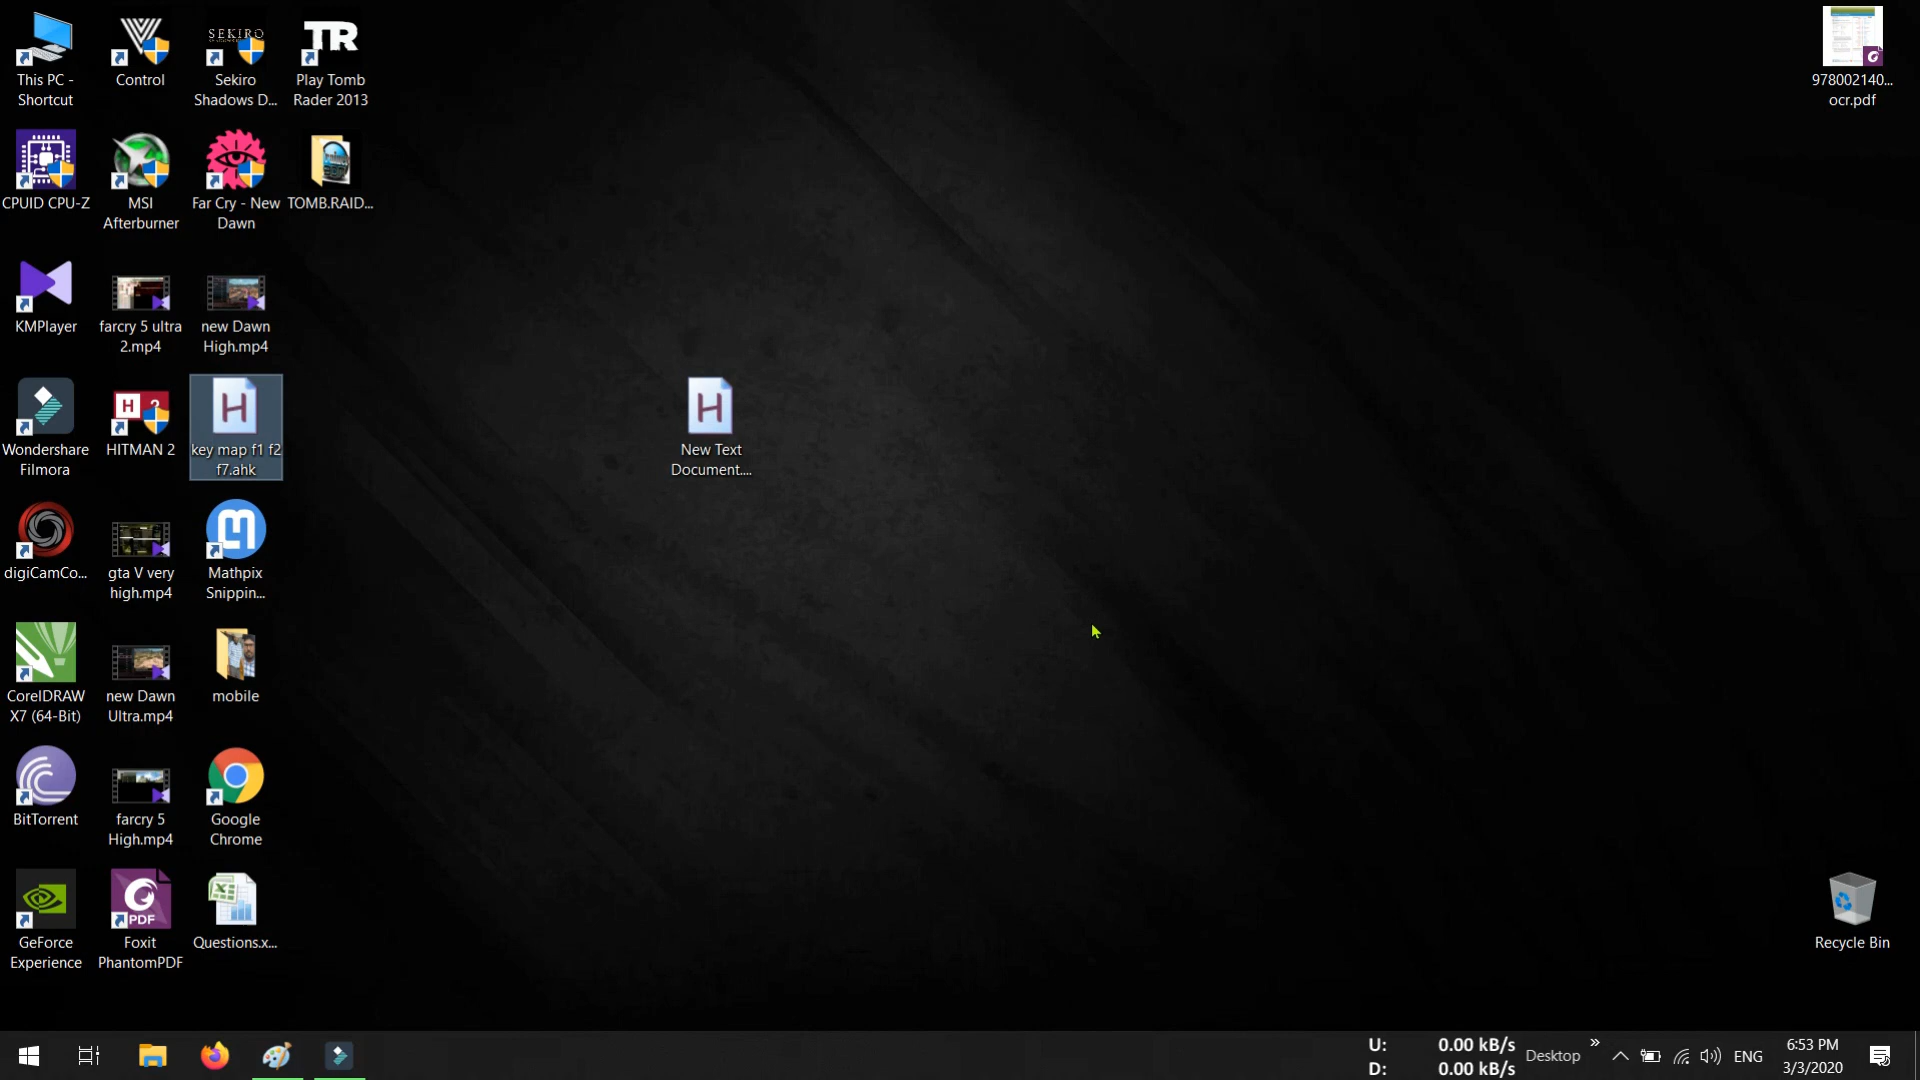 This PC -
Shortcut
Control
SEKIRO
Sekiro
Shadows D...
TR
Play Tomb
Rader 2013
978002140...
ocr.pdf
CPUID CPU-Z
MSI
Afterburner
Far Cry - New
Dawn
TOMB.RAID...
KMPlayer
farcry 5 ultra
2.mp4
new Dawn
High.mp4
Wondershare
Filmora
H 2
HITMAN 2
H
key map f1 f2
f7.ahk
H
New Text
Document....
digiCamCo...
gta V very
high.mp4
Mathpix
Snippin...
CorelDRAW
X7 (64-Bit)
new Dawn
Ultra.mp4
mobile
BitTorrent
farcry 5
High.mp4
Google
Chrome
GeForce
Experience
PDF
Foxit
PhantomPDF
Questions.x...
Recycle Bin
U: 0.00 kB/s
D: 0.00 kB/s
Desktop
ENG
6:53 PM
3/3/2020